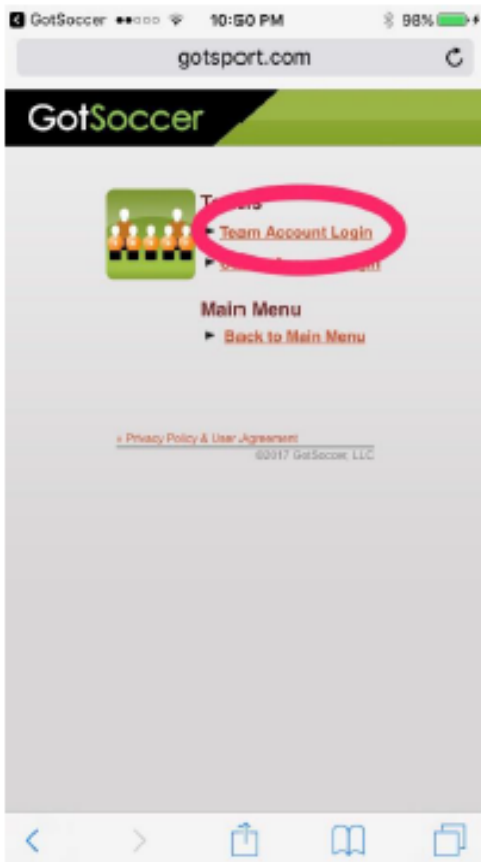 GotSoccer 10:50 PM 98%
gotsport.com
GotSoccer
Team Account Login
Main Menu
Back to Main Menu
» Privacy Policy & User Agreement
©2017 GotSoccer, LLC